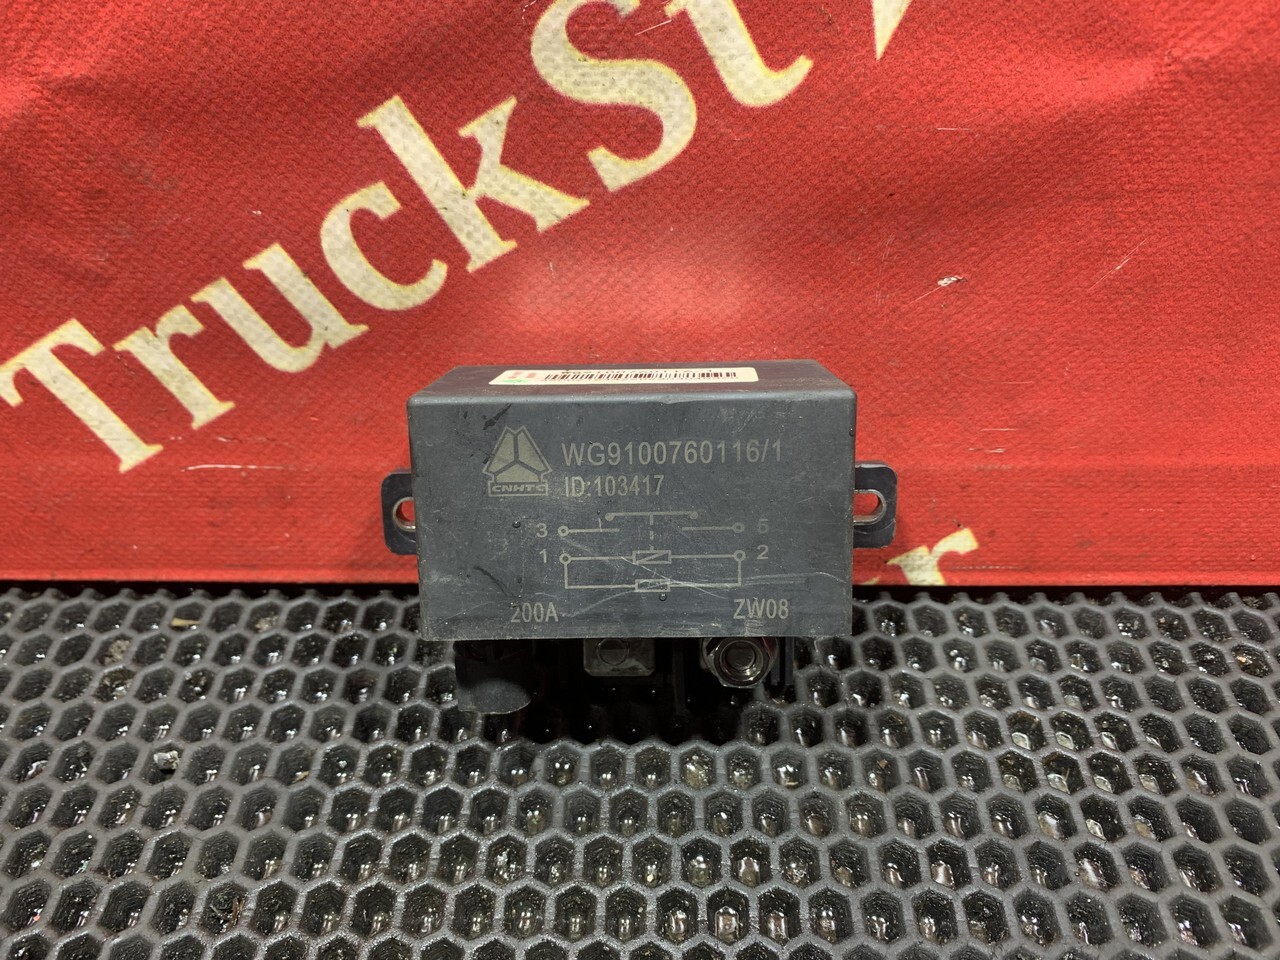 TruckSt
WG9100760116/1
CNHTC
ID:103417
3
5
1
2
200A
ZW08